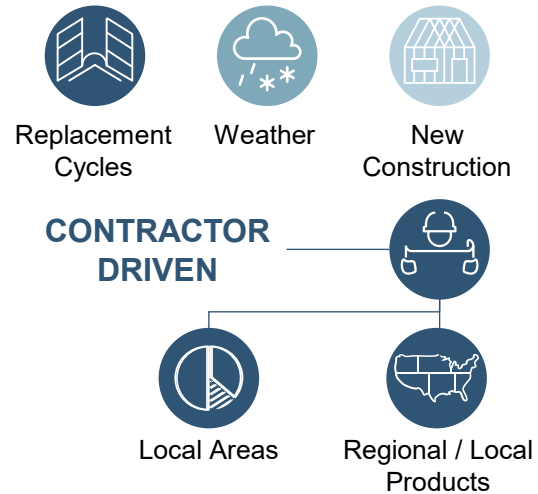 Replacement
Cycles
Weather
New
Construction
CONTRACTOR
DRIVEN
Local Areas
Regional / Local
Products